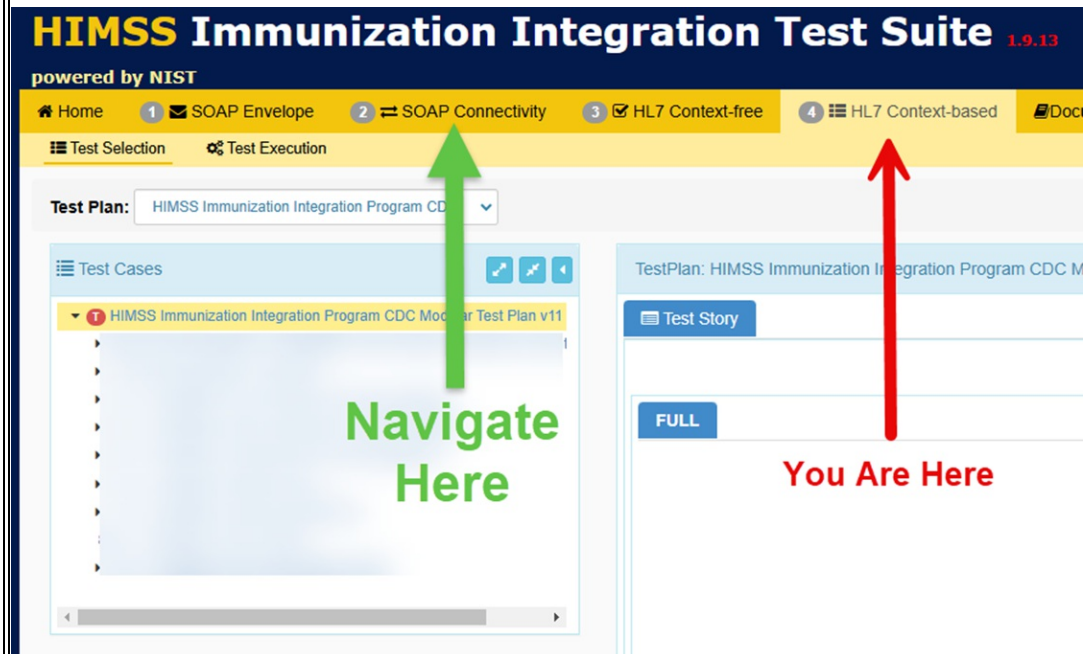 HIMSS Immunization Integration Test Suite 1.9.13
powered by NIST
Home 1 SOAP Envelope 2 SOAP Connectivity 3 HL7 Context-free 4 HL7 Context-based Docu
Test Selection Test Execution
Test Plan: HIMSS Immunization Integration Program CD
Test Cases
TestPlan: HIMSS Immunization Integration Program CDC M
T HIMSS Immunization Integration Program CDC Modular Test Plan v11
Test Story
FULL
Navigate
Here
You Are Here